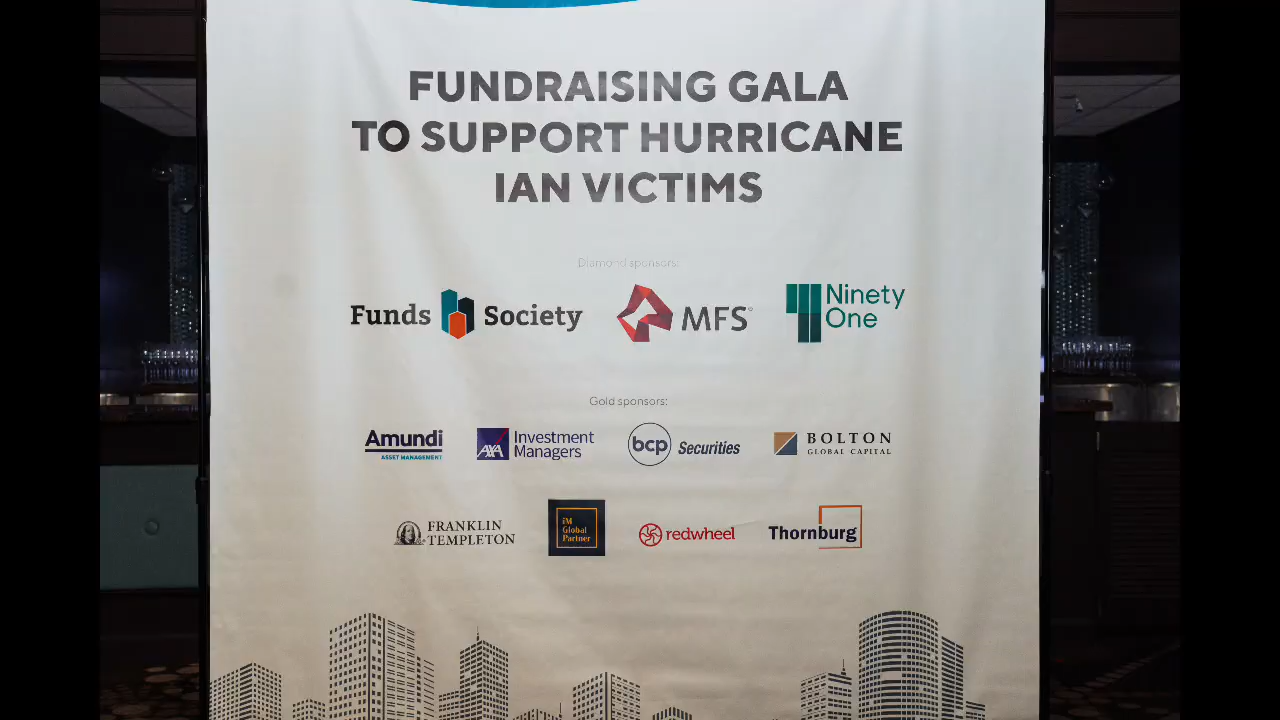 FUNDRAISING GALA
TO SUPPORT HURRICANE
IAN VICTIMS
Diamond sponsors:
Funds Society
MFS®
Ninety
One
Gold sponsors:
Amundi
ASSET MANAGEMENT
AXA Investment
Managers
bcp Securities
BOLTON
GLOBAL CAPITAL
FRANKLIN
TEMPLETON
iM
Global
Partner
redwheel
Thornburg